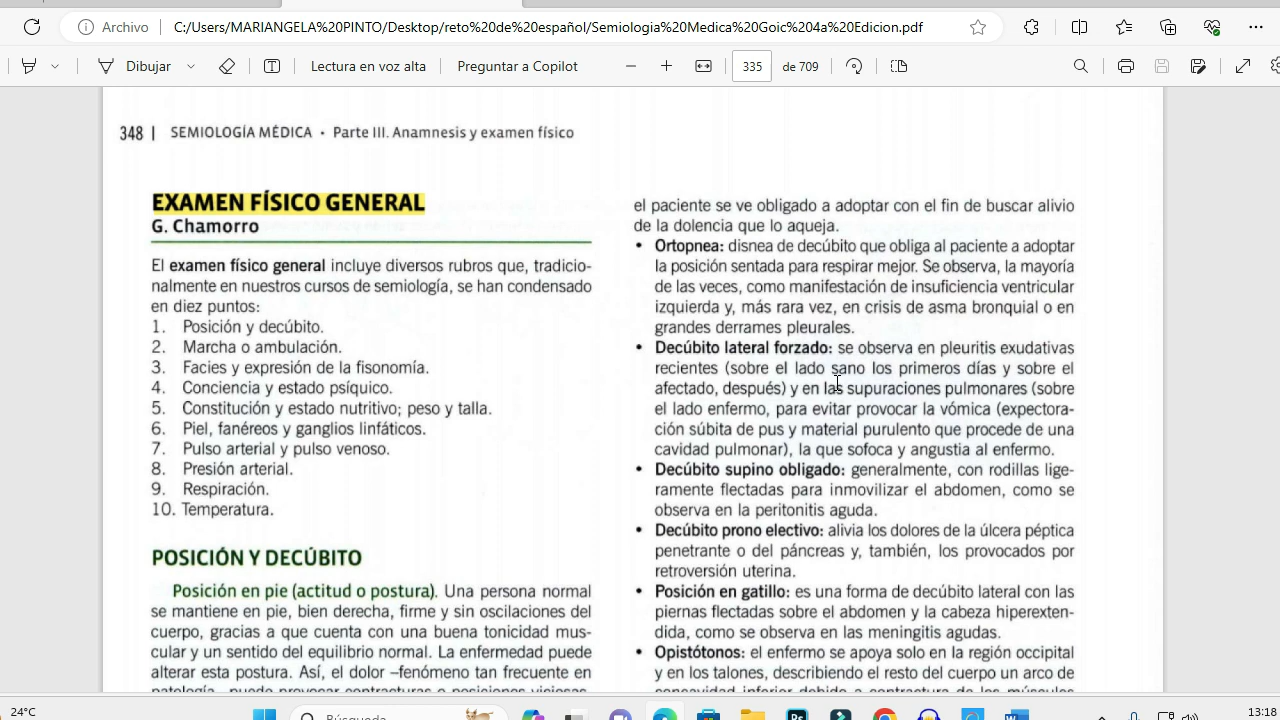 Archivo
C:/Users/MARIANGELA%20PINTO/Desktop/reto%20de%20español/Semiologia%20Medica%20Goic%204a%20Edicion.pdf
Dibujar
Lectura en voz alta
Preguntar a Copilot
335
de 709
348 | SEMIOLOGÍA MÉDICA • Parte III. Anamnesis y examen físico
EXAMEN FÍSICO GENERAL
G. Chamorro
El examen físico general incluye diversos rubros que, tradicio-
nalmente en nuestros cursos de semiología, se han condensado
en diez puntos:
1. Posición y decúbito.
2. Marcha o ambulación.
3. Facies y expresión de la fisonomía.
4. Conciencia y estado psíquico.
5. Constitución y estado nutritivo; peso y talla.
6. Piel, fanéreos y ganglios linfáticos.
7. Pulso arterial y pulso venoso.
8. Presión arterial.
9. Respiración.
10. Temperatura.
POSICIÓN Y DECÚBITO
Posición en pie (actitud o postura). Una persona normal
se mantiene en pie, bien derecha, firme y sin oscilaciones del
cuerpo, gracias a que cuenta con una buena tonicidad mus-
cular y un sentido del equilibrio normal. La enfermedad puede
alterar esta postura. Así, el dolor –fenómeno tan frecuente en
patología– puede provocar contracturas o posiciones viciosas
el paciente se ve obligado a adoptar con el fin de buscar alivio
de la dolencia que lo aqueja.
• Ortopnea: disnea de decúbito que obliga al paciente a adoptar
la posición sentada para respirar mejor. Se observa, la mayoría
de las veces, como manifestación de insuficiencia ventricular
izquierda y, más rara vez, en crisis de asma bronquial o en
grandes derrames pleurales.
• Decúbito lateral forzado: se observa en pleuritis exudativas
recientes (sobre el lado sano los primeros días y sobre el
afectado, después) y en las supuraciones pulmonares (sobre
el lado enfermo, para evitar provocar la vómica (expectora-
ción súbita de pus y material purulento que procede de una
cavidad pulmonar), la que sofoca y angustia al enfermo.
• Decúbito supino obligado: generalmente, con rodillas lige-
ramente flectadas para inmovilizar el abdomen, como se
observa en la peritonitis aguda.
• Decúbito prono electivo: alivia los dolores de la úlcera péptica
penetrante o del páncreas y, también, los provocados por
retroversión uterina.
• Posición en gatillo: es una forma de decúbito lateral con las
piernas flectadas sobre el abdomen y la cabeza hiperexten-
dida, como se observa en las meningitis agudas.
• Opistótonos: el enfermo se apoya solo en la región occipital
y en los talones, describiendo el resto del cuerpo un arco de
concavidad inferior debido a contractura de los músculos
24°C
Búsqueda
13:18